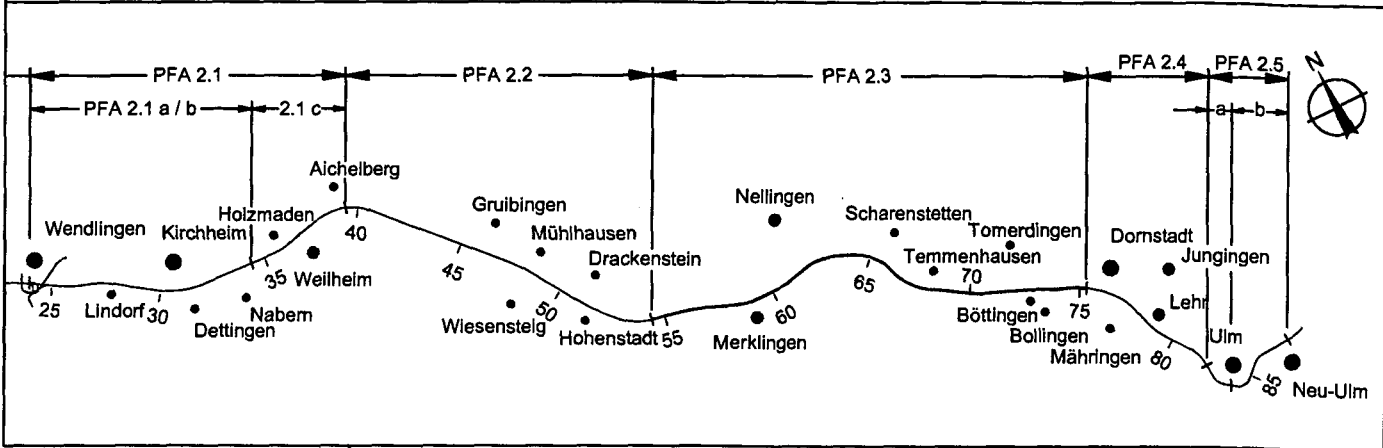 PFA 2.1
PFA 2.2
PFA 2.3
PFA 2.4
PFA 2.5
N
PFA 2.1 a / b
2.1 c
a
b
Aichelberg
Wendlingen
Kirchheim
Holzmaden
Weilheim
Lindorf
Dettingen
Nabern
Gruibingen
Mühlhausen
Drackenstein
Wiesensteig
Hohenstadt
Nellingen
Merklingen
Scharenstetten
Temmenhausen
Tomerdingen
Böttingen
Bollingen
Mähringen
Dornstadt
Jungingen
Lehr
Ulm
Neu-Ulm
25
30
35
40
45
50
55
60
65
70
75
80
85